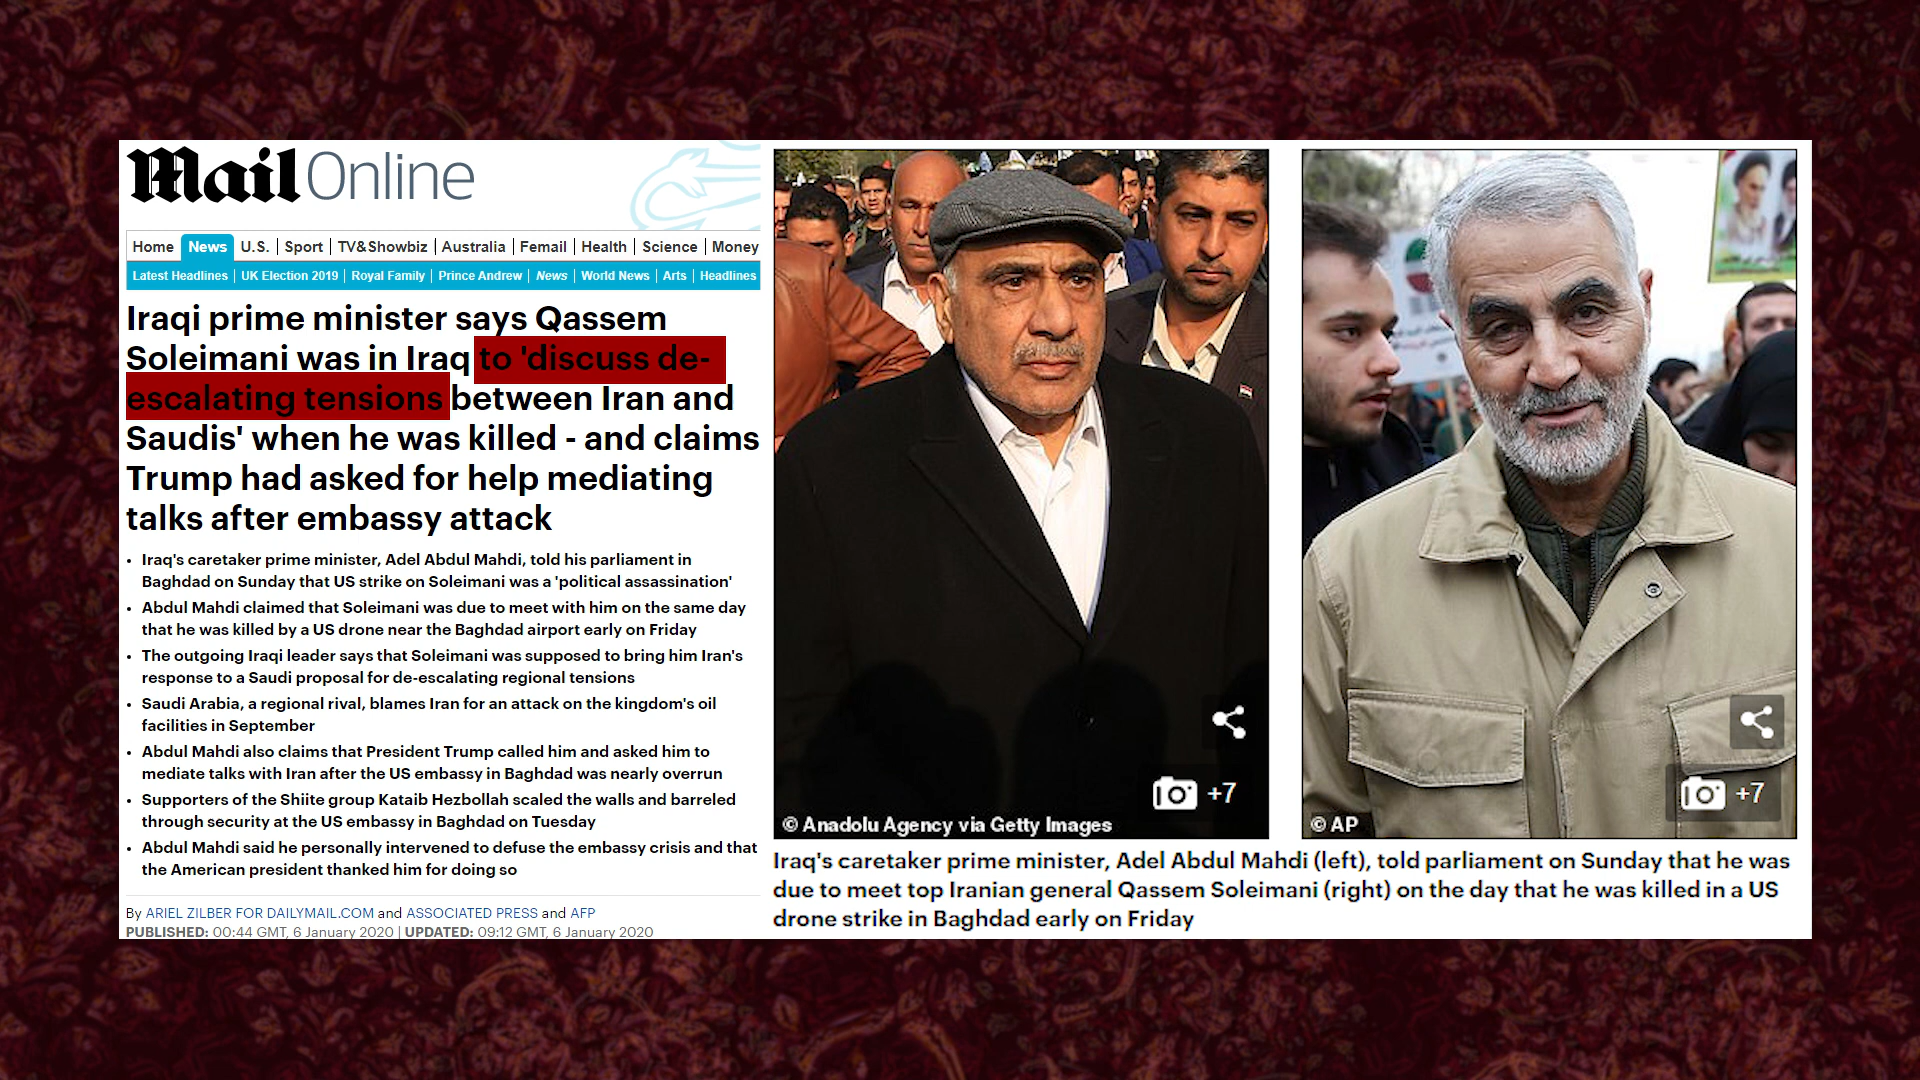 Mail Online
Home News U.S. Sport TV&Showbiz Australia Femail Health Science Money
Latest Headlines UK Election 2019 Royal Family Prince Andrew News World News Arts Headlines
Iraqi prime minister says Qassem
Soleimani was in Iraq to 'discuss de-
escalating tensions between Iran and
Saudis' when he was killed - and claims
Trump had asked for help mediating
talks after embassy attack
• Iraq's caretaker prime minister, Adel Abdul Mahdi, told his parliament in
Baghdad on Sunday that US strike on Soleimani was a 'political assassination'
• Abdul Mahdi claimed that Soleimani was due to meet with him on the same day
that he was killed by a US drone near the Baghdad airport early on Friday
• The outgoing Iraqi leader says that Soleimani was supposed to bring him Iran's
response to a Saudi proposal for de-escalating regional tensions
• Saudi Arabia, a regional rival, blames Iran for an attack on the kingdom's oil
facilities in September
• Abdul Mahdi also claims that President Trump called him and asked him to
mediate talks with Iran after the US embassy in Baghdad was nearly overrun
• Supporters of the Shiite group Kataib Hezbollah scaled the walls and barreled
through security at the US embassy in Baghdad on Tuesday
• Abdul Mahdi said he personally intervened to defuse the embassy crisis and that
the American president thanked him for doing so
By ARIEL ZILBER FOR DAILYMAIL.COM and ASSOCIATED PRESS and AFP
PUBLISHED: 00:44 GMT, 6 January 2020 | UPDATED: 09:12 GMT, 6 January 2020
+7
© Anadolu Agency via Getty Images
+7
© AP
Iraq's caretaker prime minister, Adel Abdul Mahdi (left), told parliament on Sunday that he was
due to meet top Iranian general Qassem Soleimani (right) on the day that he was killed in a US
drone strike in Baghdad early on Friday